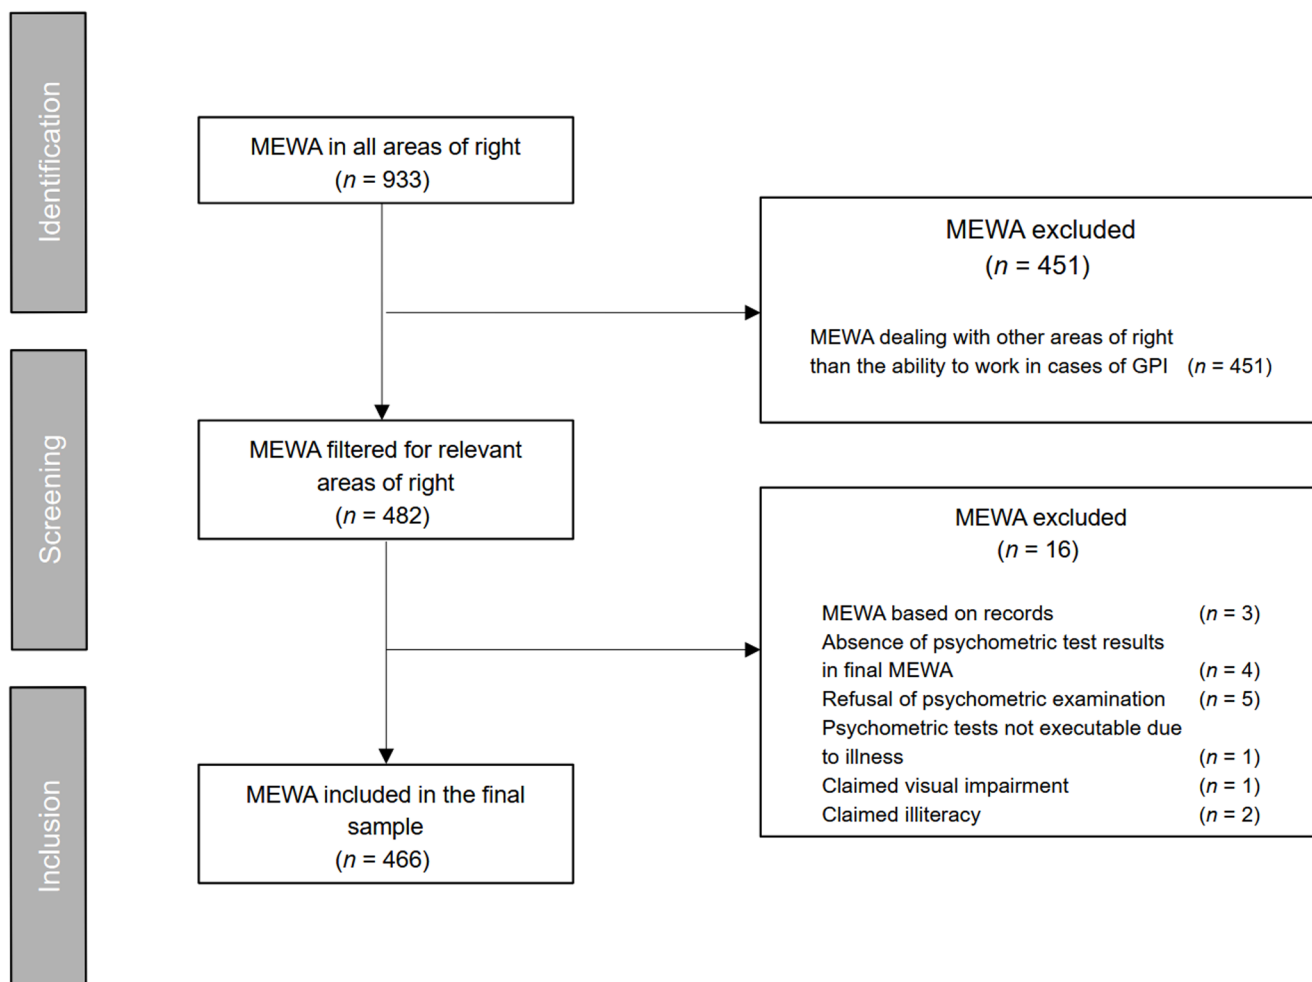 Identification
MEWA in all areas of right
(n = 933)
MEWA excluded
(n = 451)
MEWA dealing with other areas of right
than the ability to work in cases of GPI (n = 451)
Screening
MEWA filtered for relevant
areas of right
(n = 482)
MEWA excluded
(n = 16)
MEWA based on records (n = 3)
Absence of psychometric test results
in final MEWA (n = 4)
Refusal of psychometric examination (n = 5)
Psychometric tests not executable due
to illness (n = 1)
Claimed visual impairment (n = 1)
Claimed illiteracy (n = 2)
Inclusion
MEWA included in the final
sample
(n = 466)